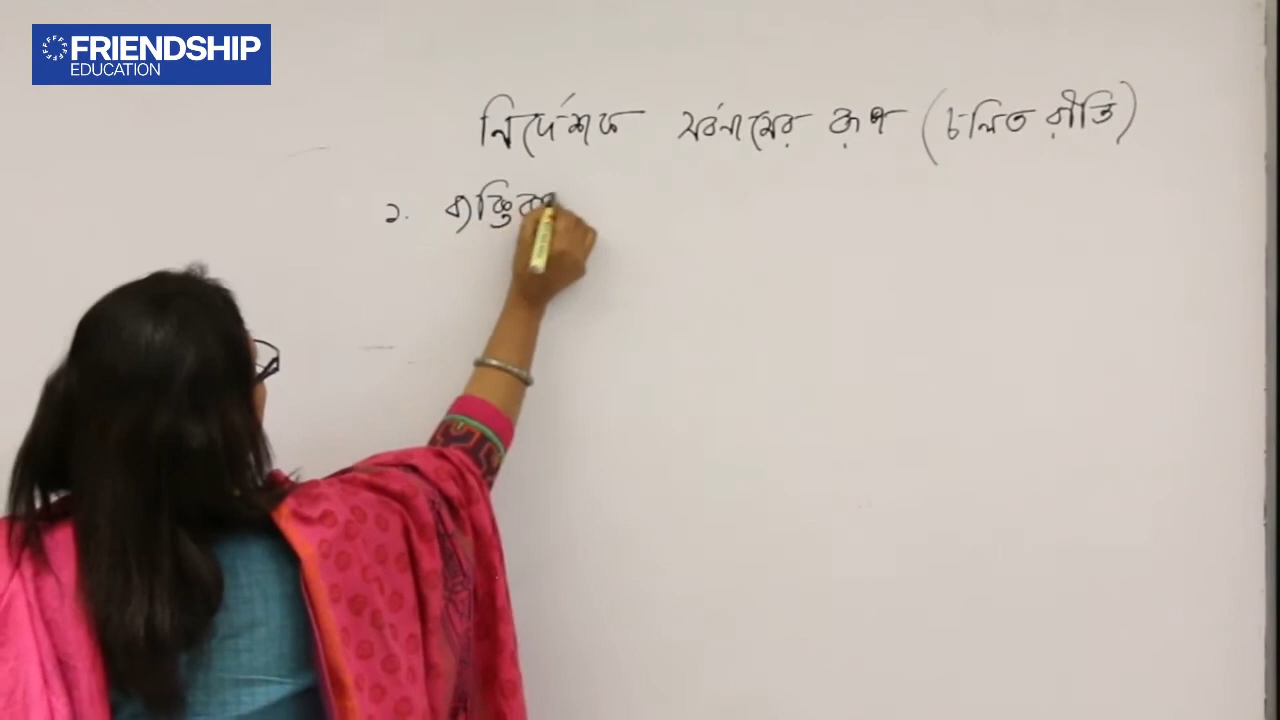 FRIENDSHIP
EDUCATION
নির্দেশক সর্বনামের রূপ (চলিত রীতি)
১. ব্যক্তিবা